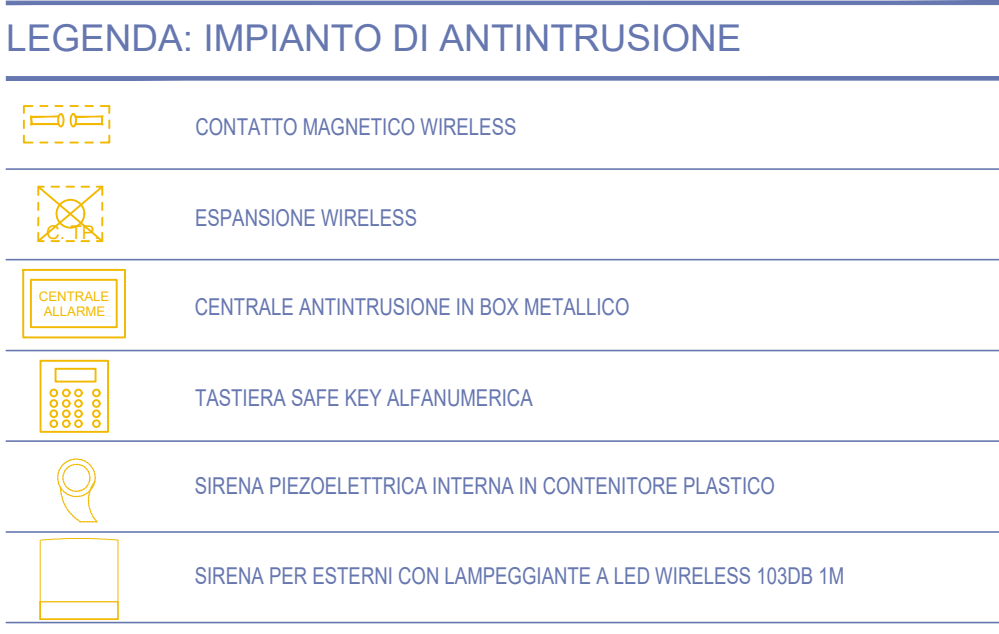 LEGENDA: IMPIANTO DI ANTINTRUSIONE
CONTATTO MAGNETICO WIRELESS
C. TP.
ESPANSIONE WIRELESS
CENTRALE
ALLARME
CENTRALE ANTINTRUSIONE IN BOX METALLICO
TASTIERA SAFE KEY ALFANUMERICA
SIRENA PIEZOELETTRICA INTERNA IN CONTENITORE PLASTICO
SIRENA PER ESTERNI CON LAMPEGGIANTE A LED WIRELESS 103DB 1M